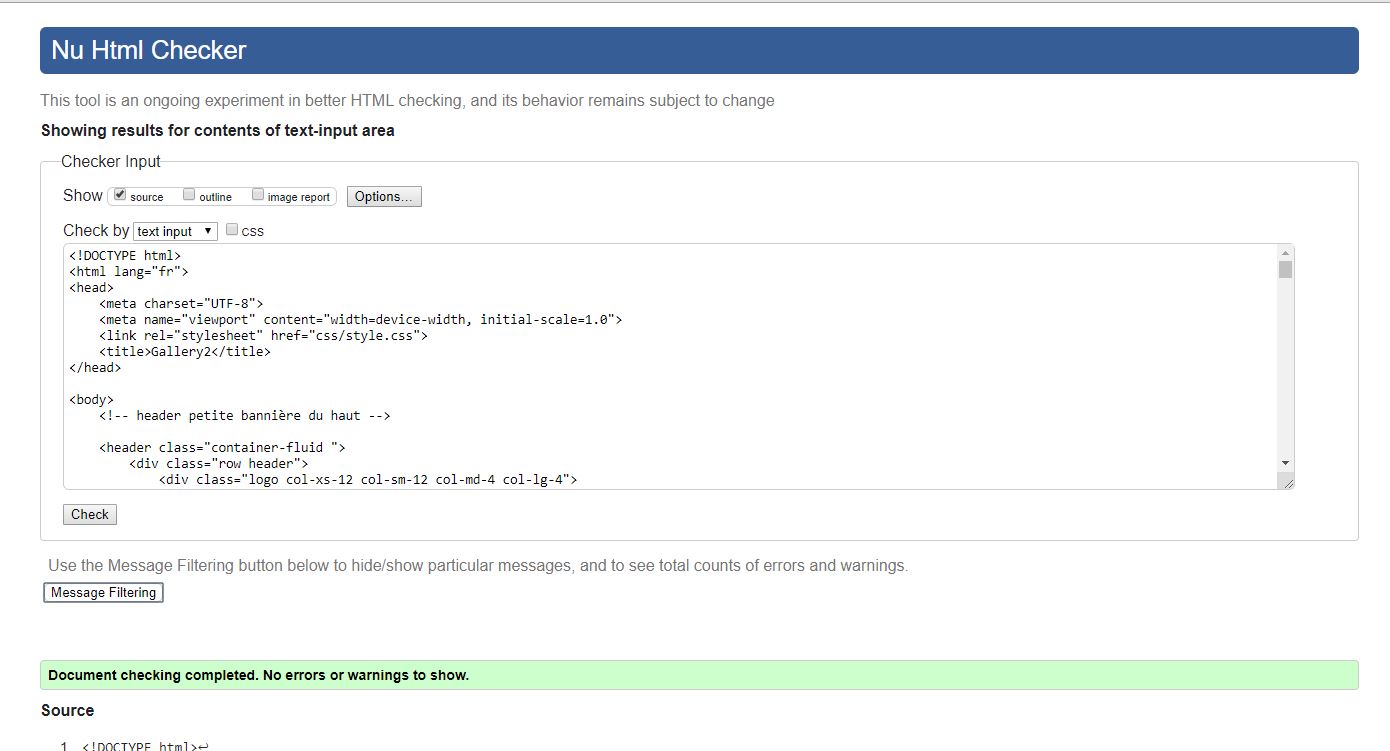 Nu Html Checker
This tool is an ongoing experiment in better HTML checking, and its behavior remains subject to change
Showing results for contents of text-input area
Checker Input
Show source outline image report Options...
Check by text input css
<!DOCTYPE html>
<html lang="fr">
<head>
    <meta charset="UTF-8">
    <meta name="viewport" content="width=device-width, initial-scale=1.0">
    <link rel="stylesheet" href="css/style.css">
    <title>Gallery2</title>
</head>

<body>
    <!-- header petite bannière du haut -->

    <header class="container-fluid ">
        <div class="row header">
            <div class="logo col-xs-12 col-sm-12 col-md-4 col-lg-4">
Check
Use the Message Filtering button below to hide/show particular messages, and to see total counts of errors and warnings.
Message Filtering
Document checking completed. No errors or warnings to show.
Source
1. <!DOCTYPE html>↩